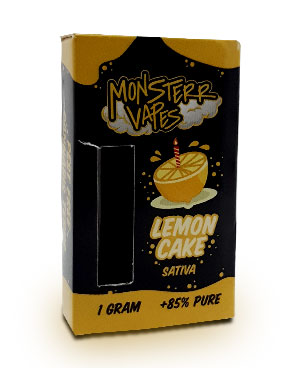 MONSTERR
VAPES
LEMON
CAKE
SATIVA
1 GRAM +85% PURE